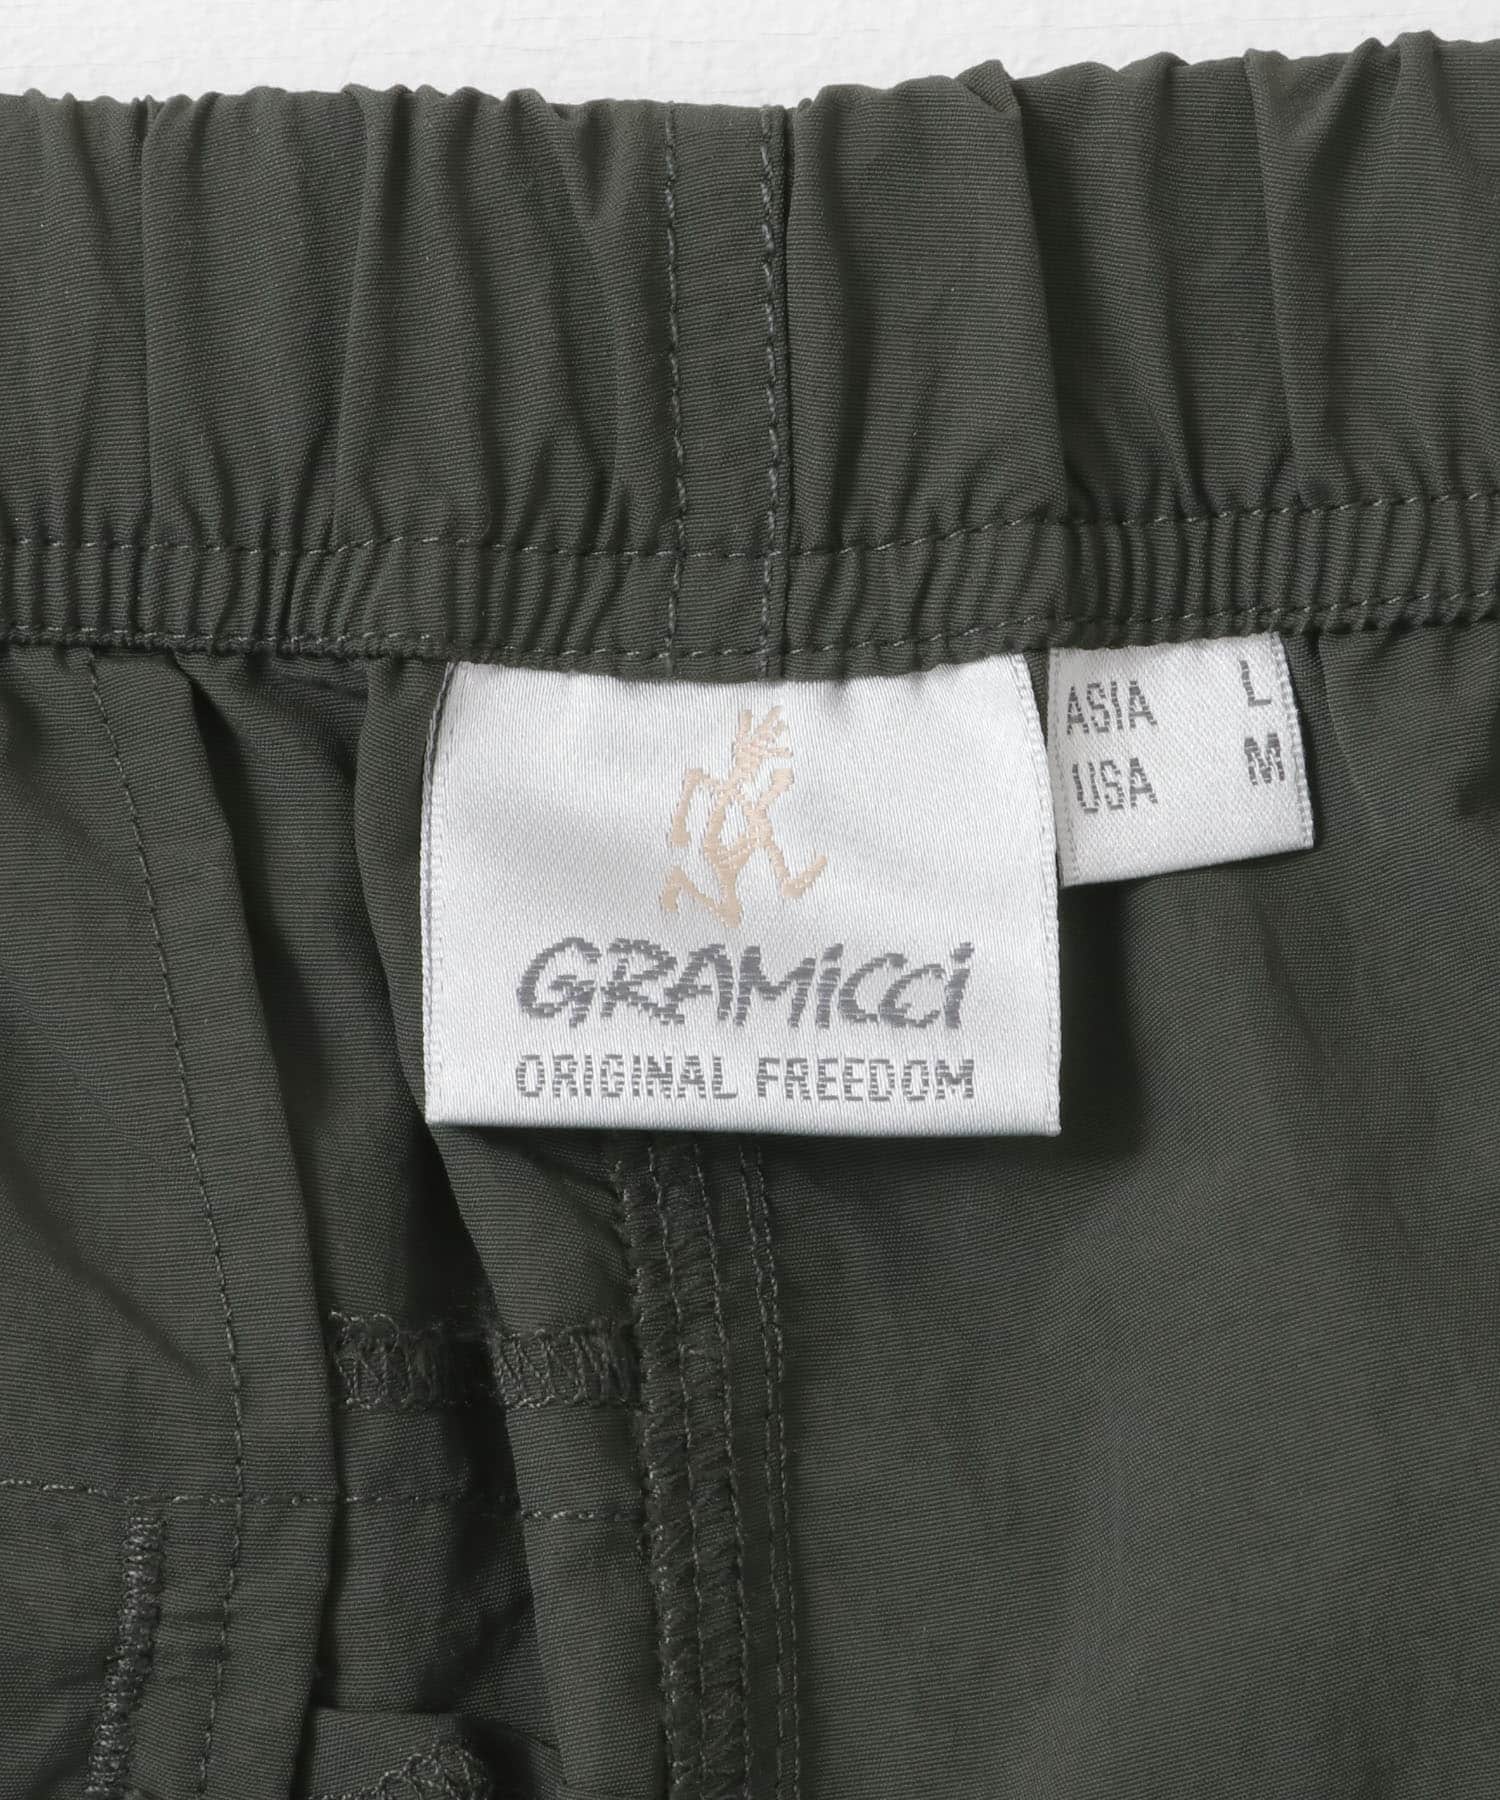 GRAMiCCi
ORIGINAL FREEDOM
ASIA L
USA M